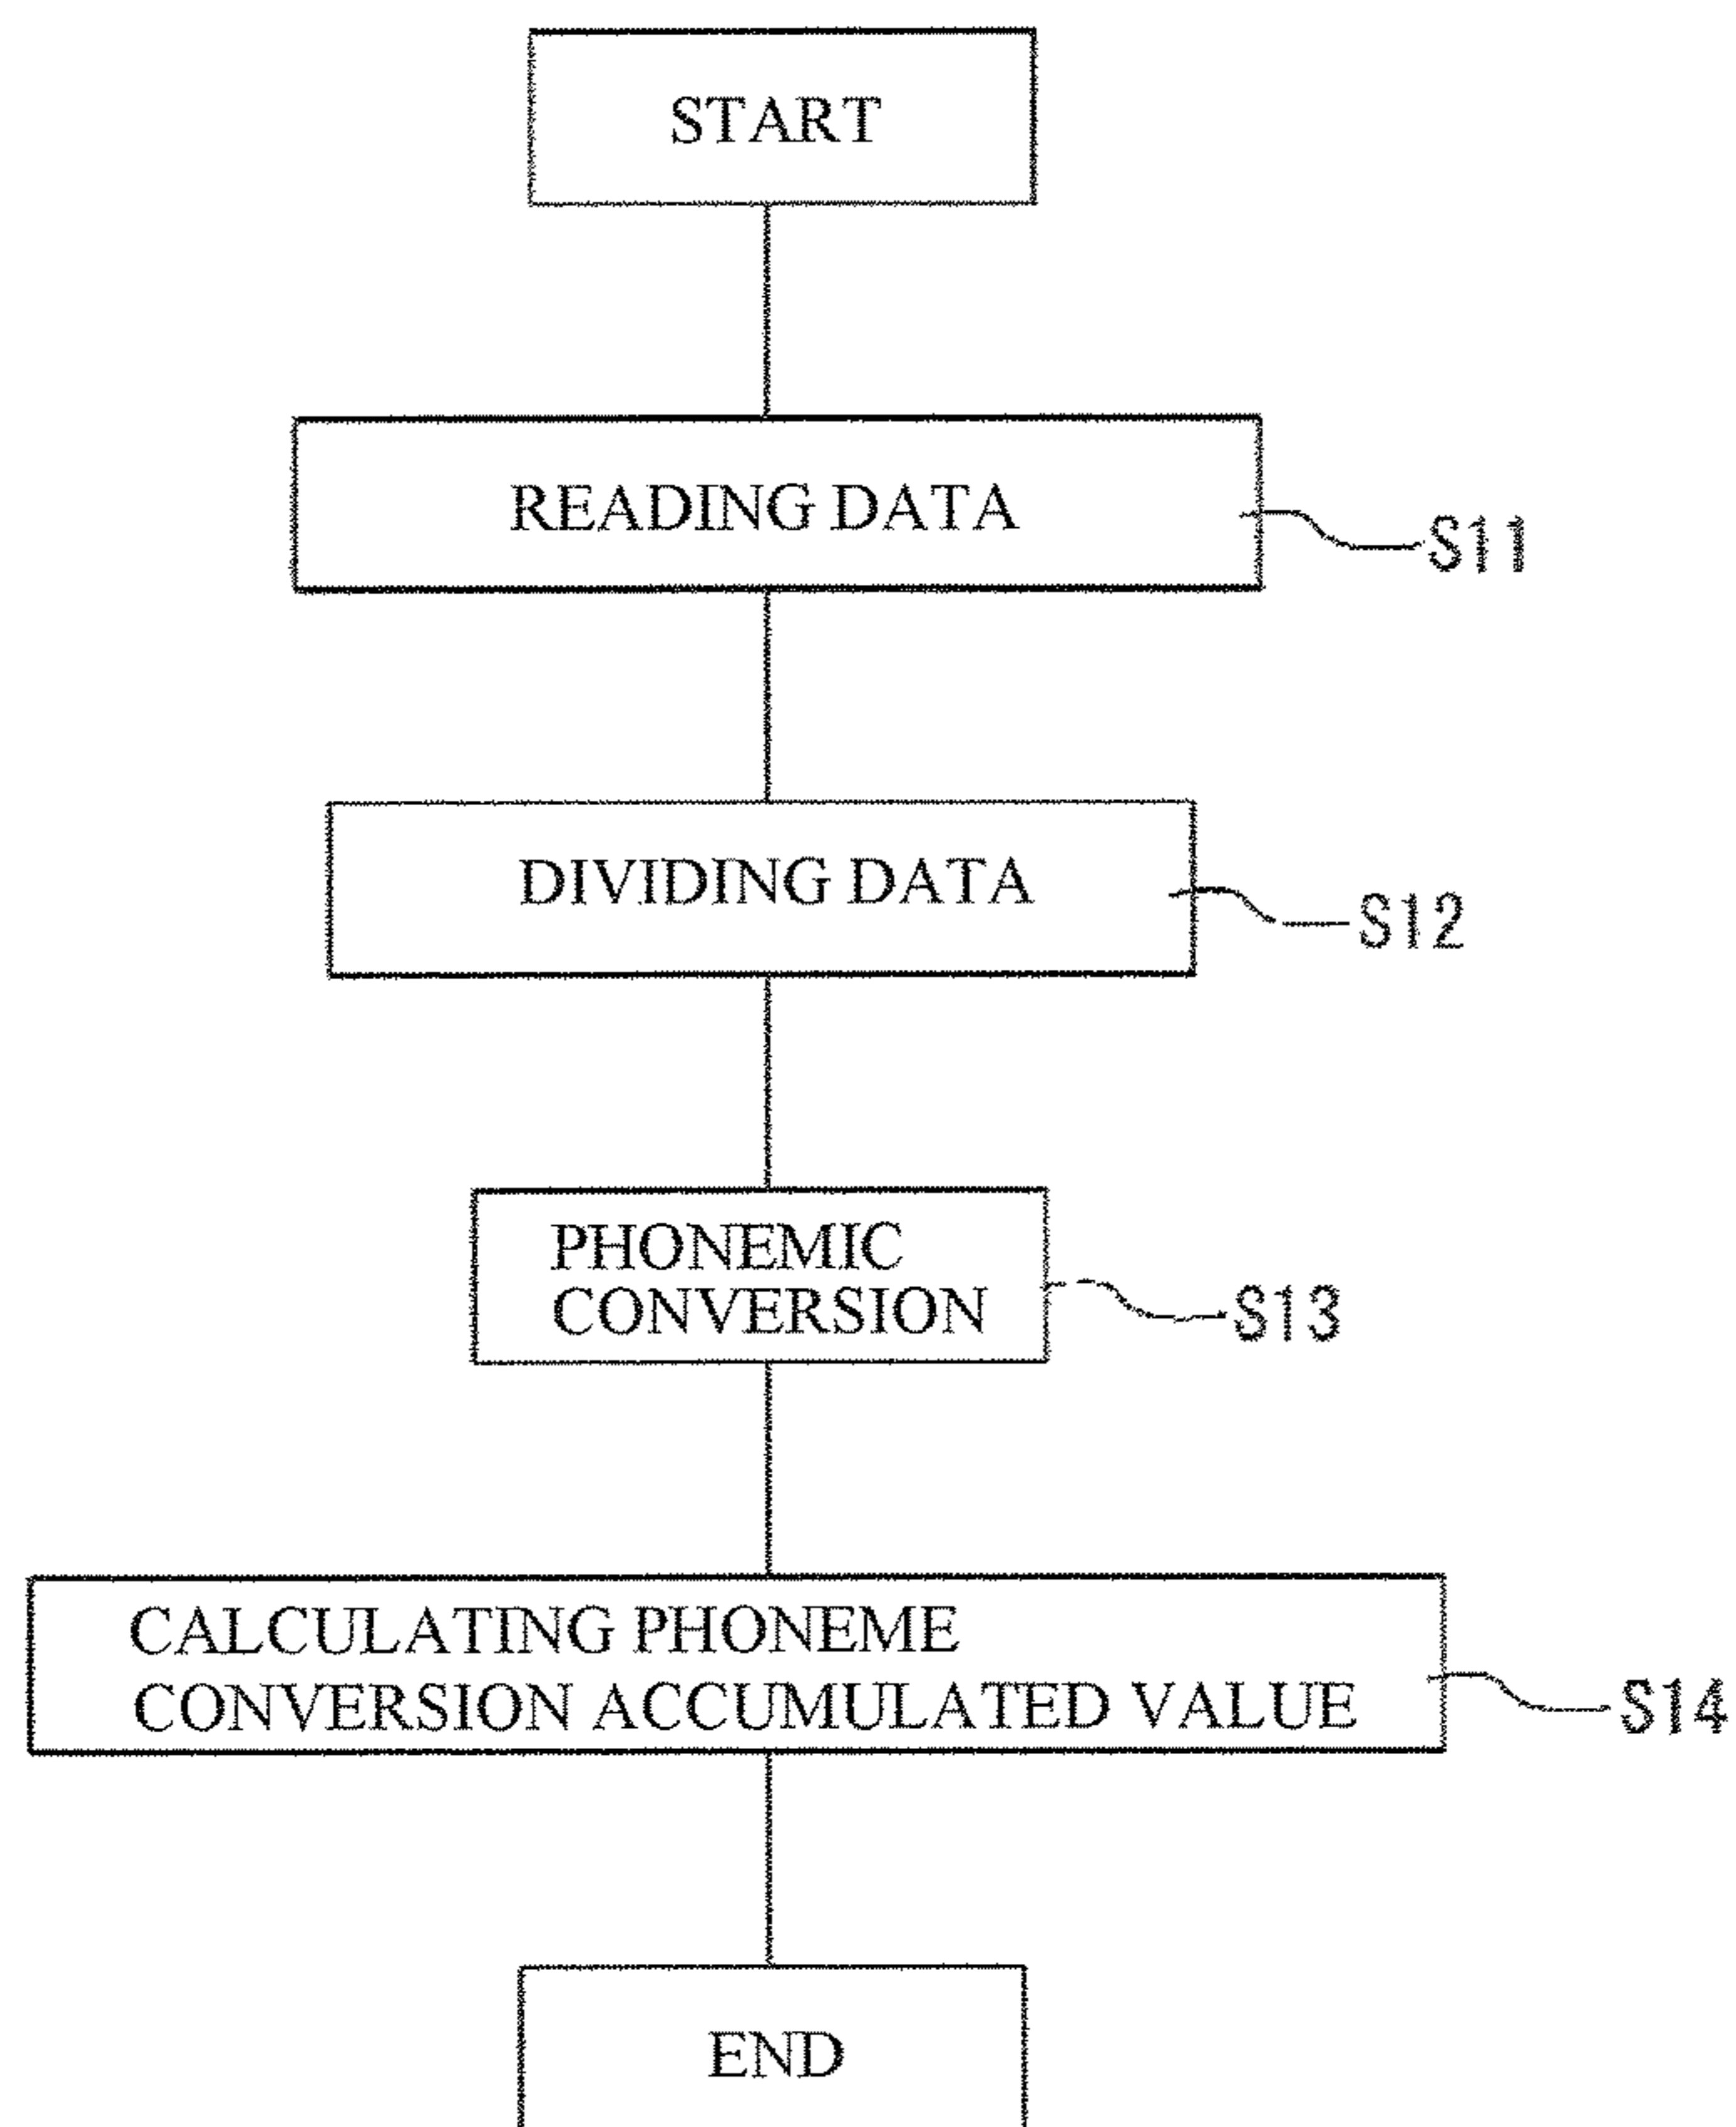 START
READING DATA
S11
DIVIDING DATA
S12
PHONEMIC
CONVERSION
S13
CALCULATING PHONEME
CONVERSION ACCUMULATED VALUE
S14
END